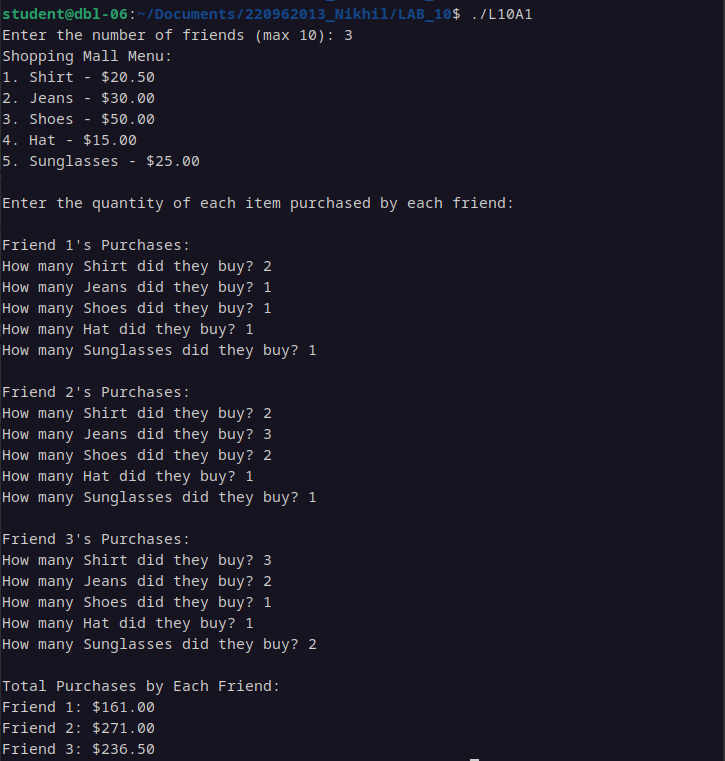 student@dbl-06:~/Documents/220962013_Nikhil/LAB_10$ ./L10A1
Enter the number of friends (max 10): 3
Shopping Mall Menu:
1. Shirt - $20.50
2. Jeans - $30.00
3. Shoes - $50.00
4. Hat - $15.00
5. Sunglasses - $25.00
Enter the quantity of each item purchased by each friend:
Friend 1's Purchases:
How many Shirt did they buy? 2
How many Jeans did they buy? 1
How many Shoes did they buy? 1
How many Hat did they buy? 1
How many Sunglasses did they buy? 1
Friend 2's Purchases:
How many Shirt did they buy? 2
How many Jeans did they buy? 3
How many Shoes did they buy? 2
How many Hat did they buy? 1
How many Sunglasses did they buy? 1
Friend 3's Purchases:
How many Shirt did they buy? 3
How many Jeans did they buy? 2
How many Shoes did they buy? 1
How many Hat did they buy? 1
How many Sunglasses did they buy? 2
Total Purchases by Each Friend:
Friend 1: $161.00
Friend 2: $271.00
Friend 3: $236.50